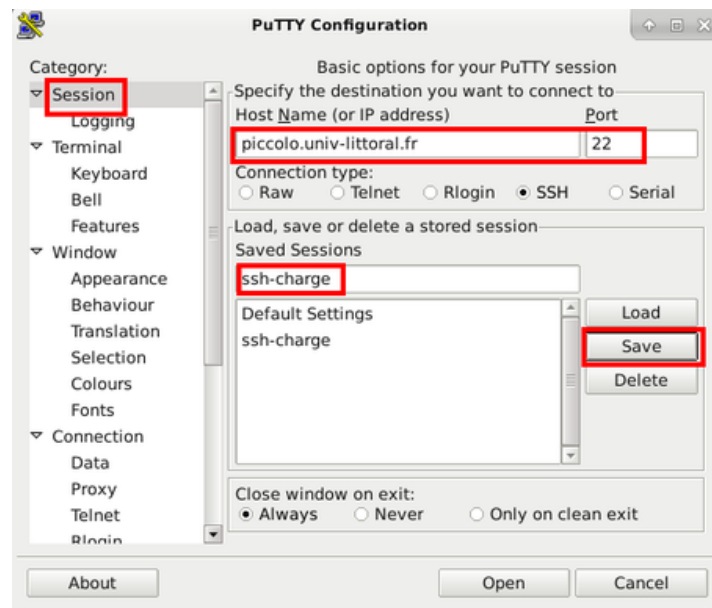 PuTTY Configuration
Category:
Session
Logging
Terminal
Keyboard
Bell
Features
Window
Appearance
Behaviour
Translation
Selection
Colours
Fonts
Connection
Data
Proxy
Telnet
Rlogin
Basic options for your PuTTY session
Specify the destination you want to connect to
Host Name (or IP address) Port
piccolo.univ-littoral.fr 22
Connection type:
Raw Telnet Rlogin SSH Serial
Load, save or delete a stored session
Saved Sessions
ssh-charge
Default Settings
ssh-charge
Load
Save
Delete
Close window on exit:
Always Never Only on clean exit
About Open Cancel